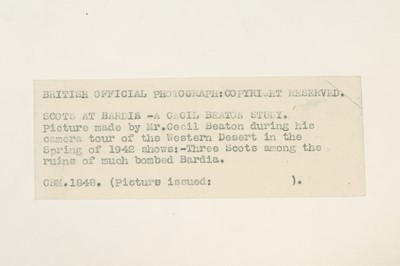 BRITISH OFFICIAL PHOTOGRAPH:COPYRIGHT RESERVED.
SCOTS AT BARDIA -A CECIL BEATON STUDY.
Picture made by Mr.Cecil Beaton during his
camera tour of the Western Desert in the
Spring of 1942 shows:-Three Scots among the
ruins of much bombed Bardia.
CBM.1848. (Picture issued: ).